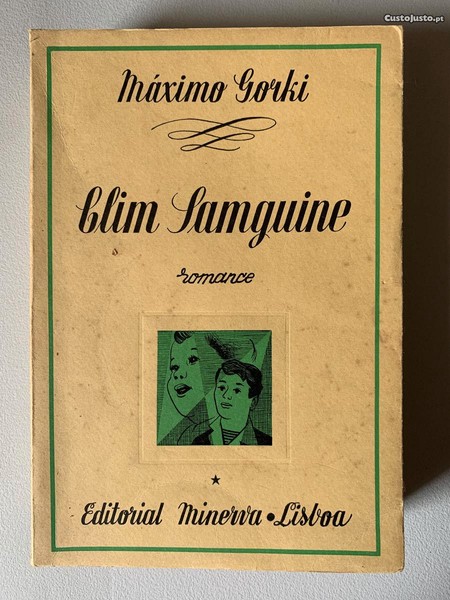 CustoJusto.pt
Máximo Gorki
Clim Samguine
romance
Editorial Minerva • Lisboa